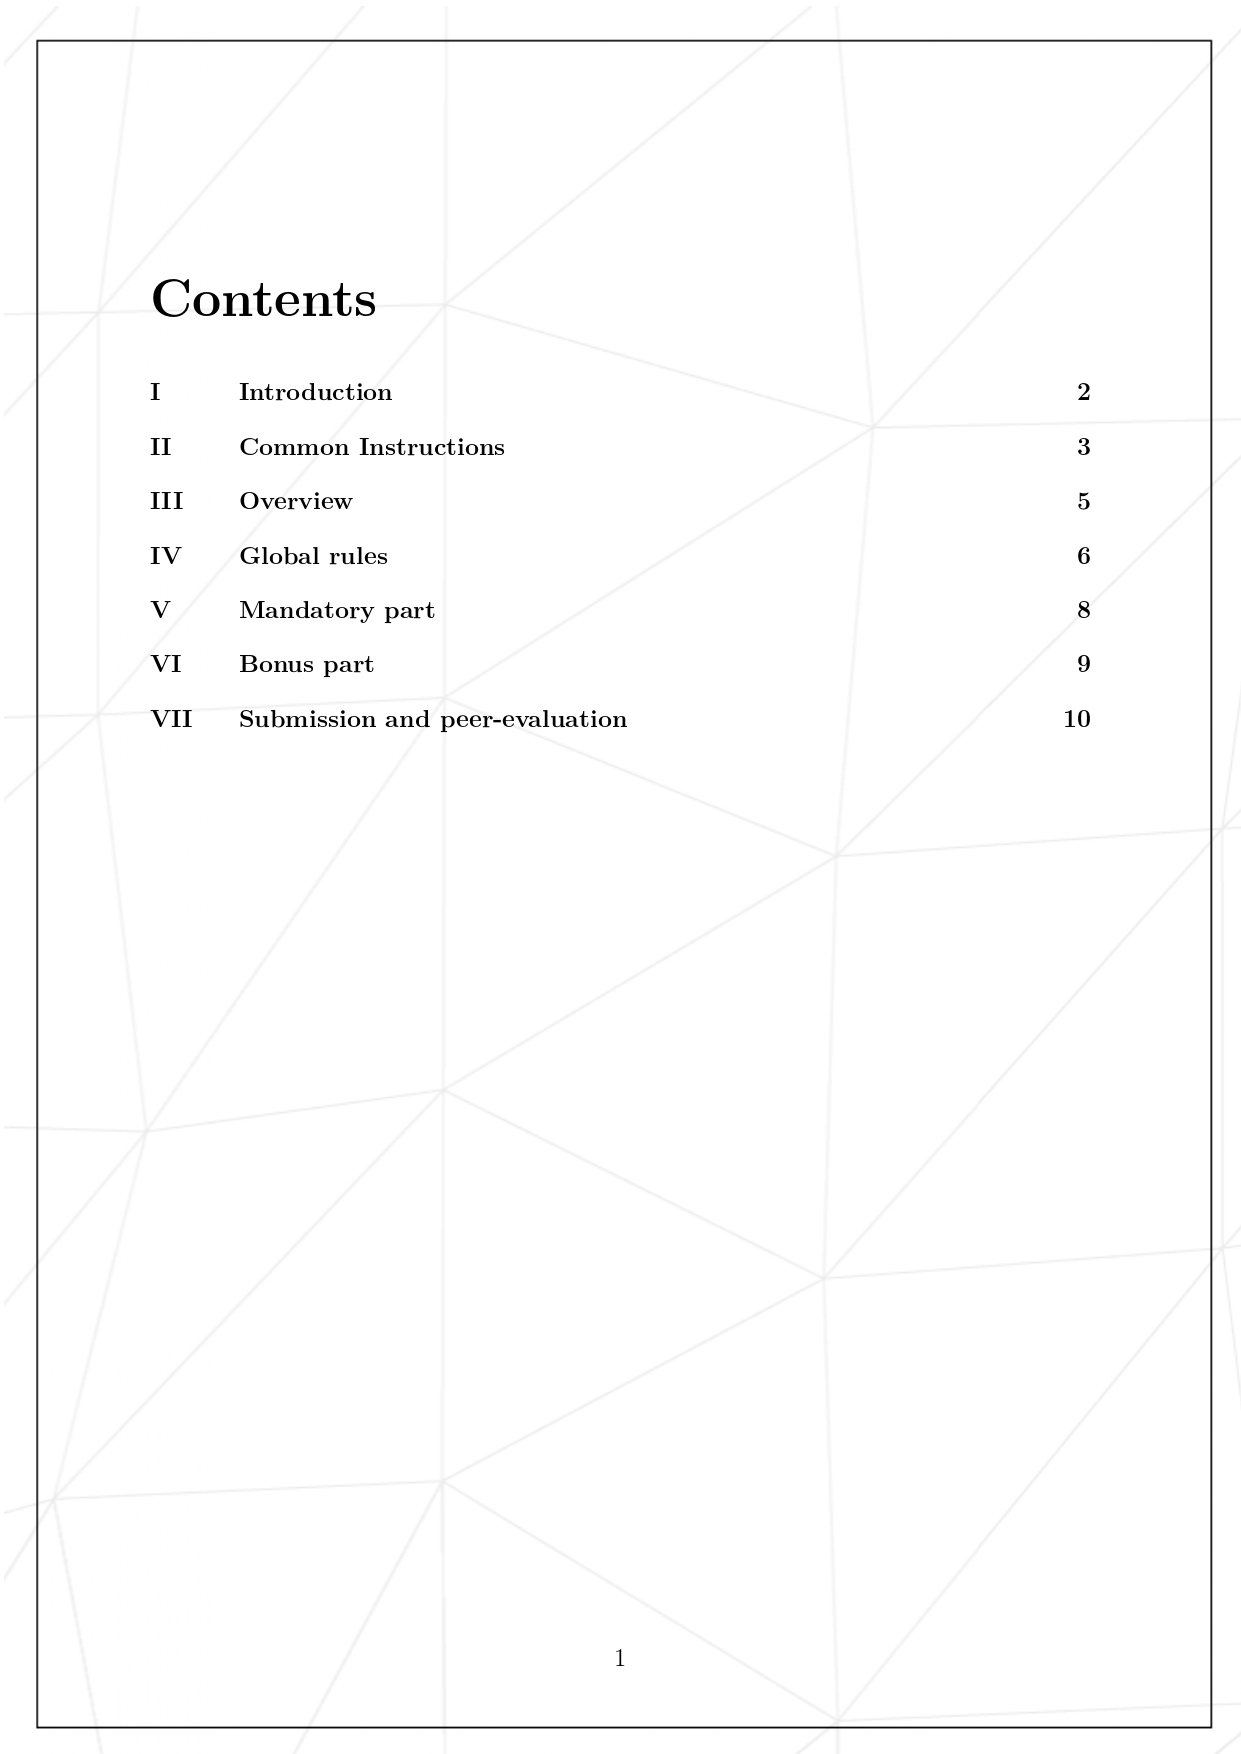 Contents
I Introduction 2
II Common Instructions 3
III Overview 5
IV Global rules 6
V Mandatory part 8
VI Bonus part 9
VII Submission and peer-evaluation 10
1